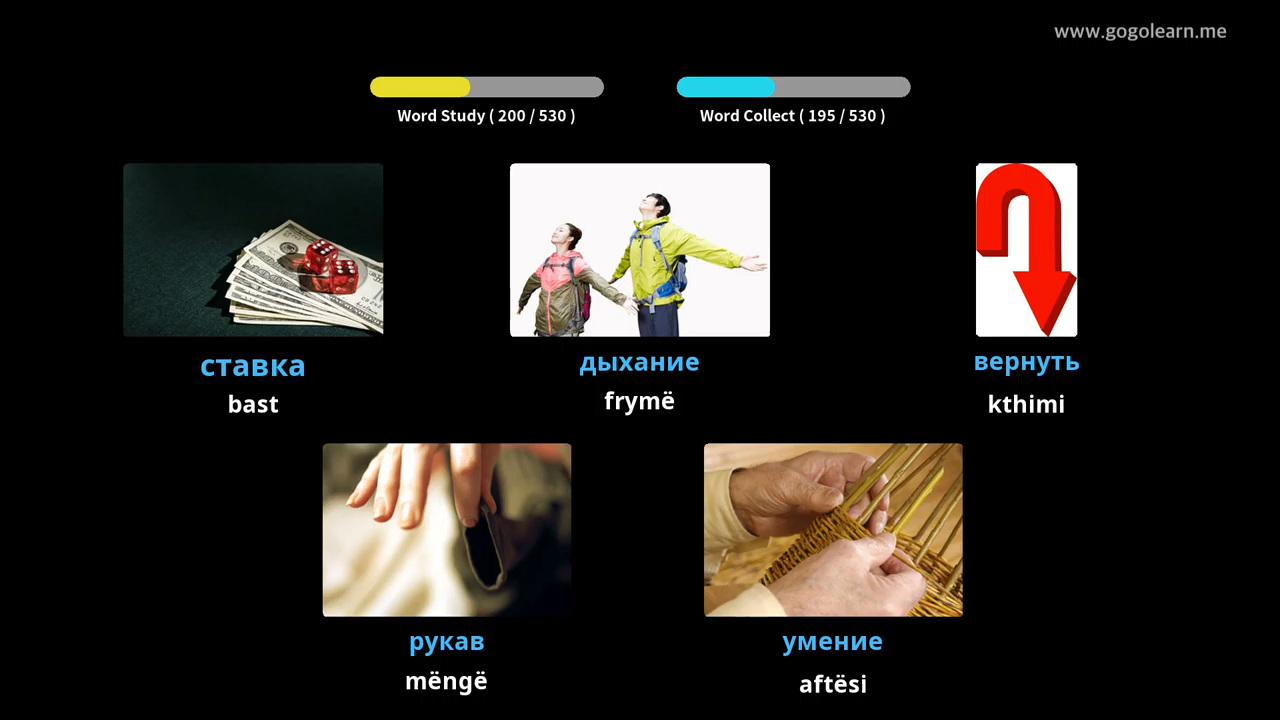 www.gogolearn.me
Word Study ( 200 / 530 )
Word Collect ( 195 / 530 )
ставка
bast
дыхание
frymë
вернуть
kthimi
рукав
mëngë
умение
aftësi